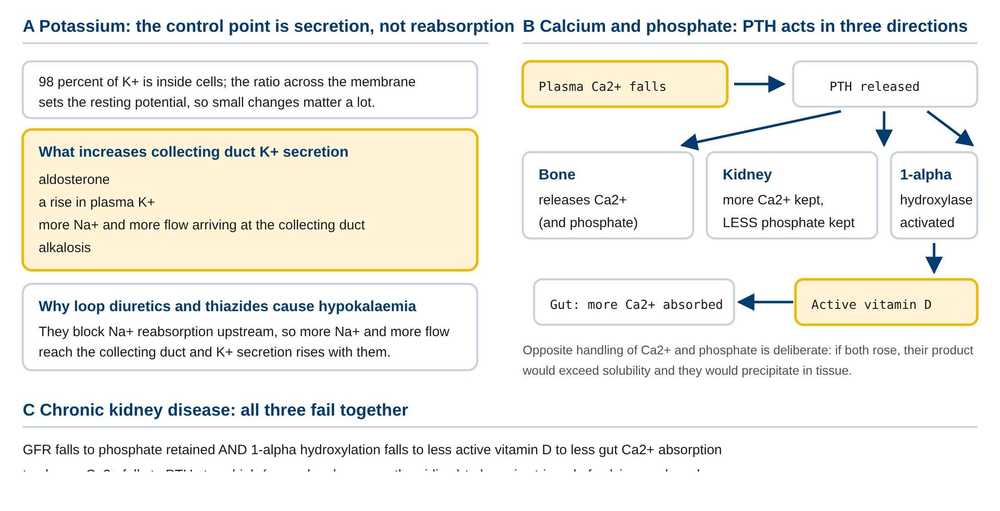 A Potassium: the control point is secretion, not reabsorption
98 percent of K+ is inside cells; the ratio across the membrane
sets the resting potential, so small changes matter a lot.
What increases collecting duct K+ secretion
aldosterone
a rise in plasma K+
more Na+ and more flow arriving at the collecting duct
alkalosis
Why loop diuretics and thiazides cause hypokalaemia
They block Na+ reabsorption upstream, so more Na+ and more flow
reach the collecting duct and K+ secretion rises with them.
B Calcium and phosphate: PTH acts in three directions
Plasma Ca2+ falls
PTH released
Bone
releases Ca2+
(and phosphate)
Kidney
more Ca2+ kept,
LESS phosphate kept
1-alpha
hydroxylase
activated
Active vitamin D
Gut: more Ca2+ absorbed
Opposite handling of Ca2+ and phosphate is deliberate: if both rose, their product
would exceed solubility and they would precipitate in tissue.
C Chronic kidney disease: all three fail together
GFR falls to phosphate retained AND 1-alpha hydroxylation falls to less active vitamin D to less gut Ca2+ absorption